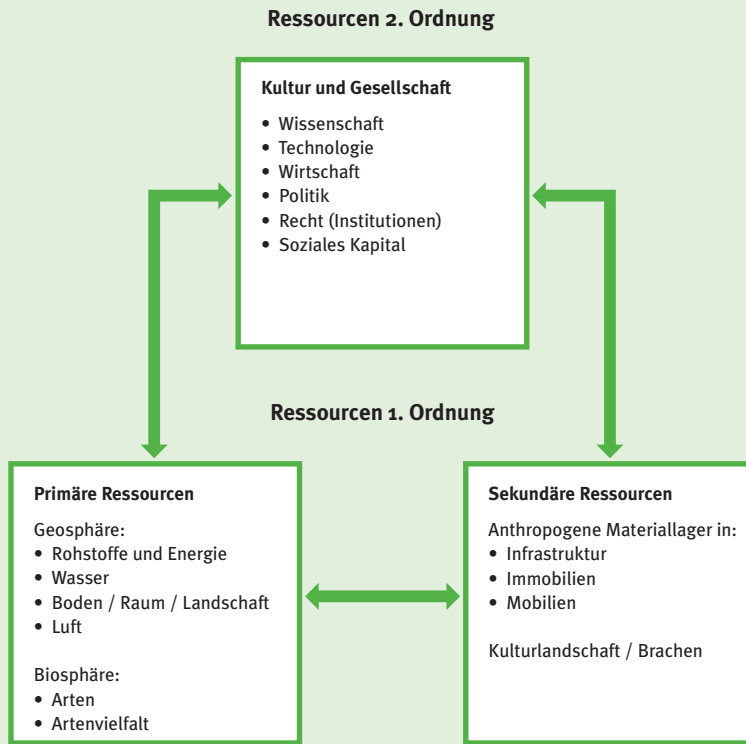 Ressourcen 2. Ordnung
Kultur und Gesellschaft
• Wissenschaft
• Technologie
• Wirtschaft
• Politik
• Recht (Institutionen)
• Soziales Kapital
Ressourcen 1. Ordnung
Primäre Ressourcen
Geosphäre:
• Rohstoffe und Energie
• Wasser
• Boden / Raum / Landschaft
• Luft
Biosphäre:
• Arten
• Artenvielfalt
Sekundäre Ressourcen
Anthropogene Materiallager in:
• Infrastruktur
• Immobilien
• Mobilien
Kulturlandschaft / Brachen